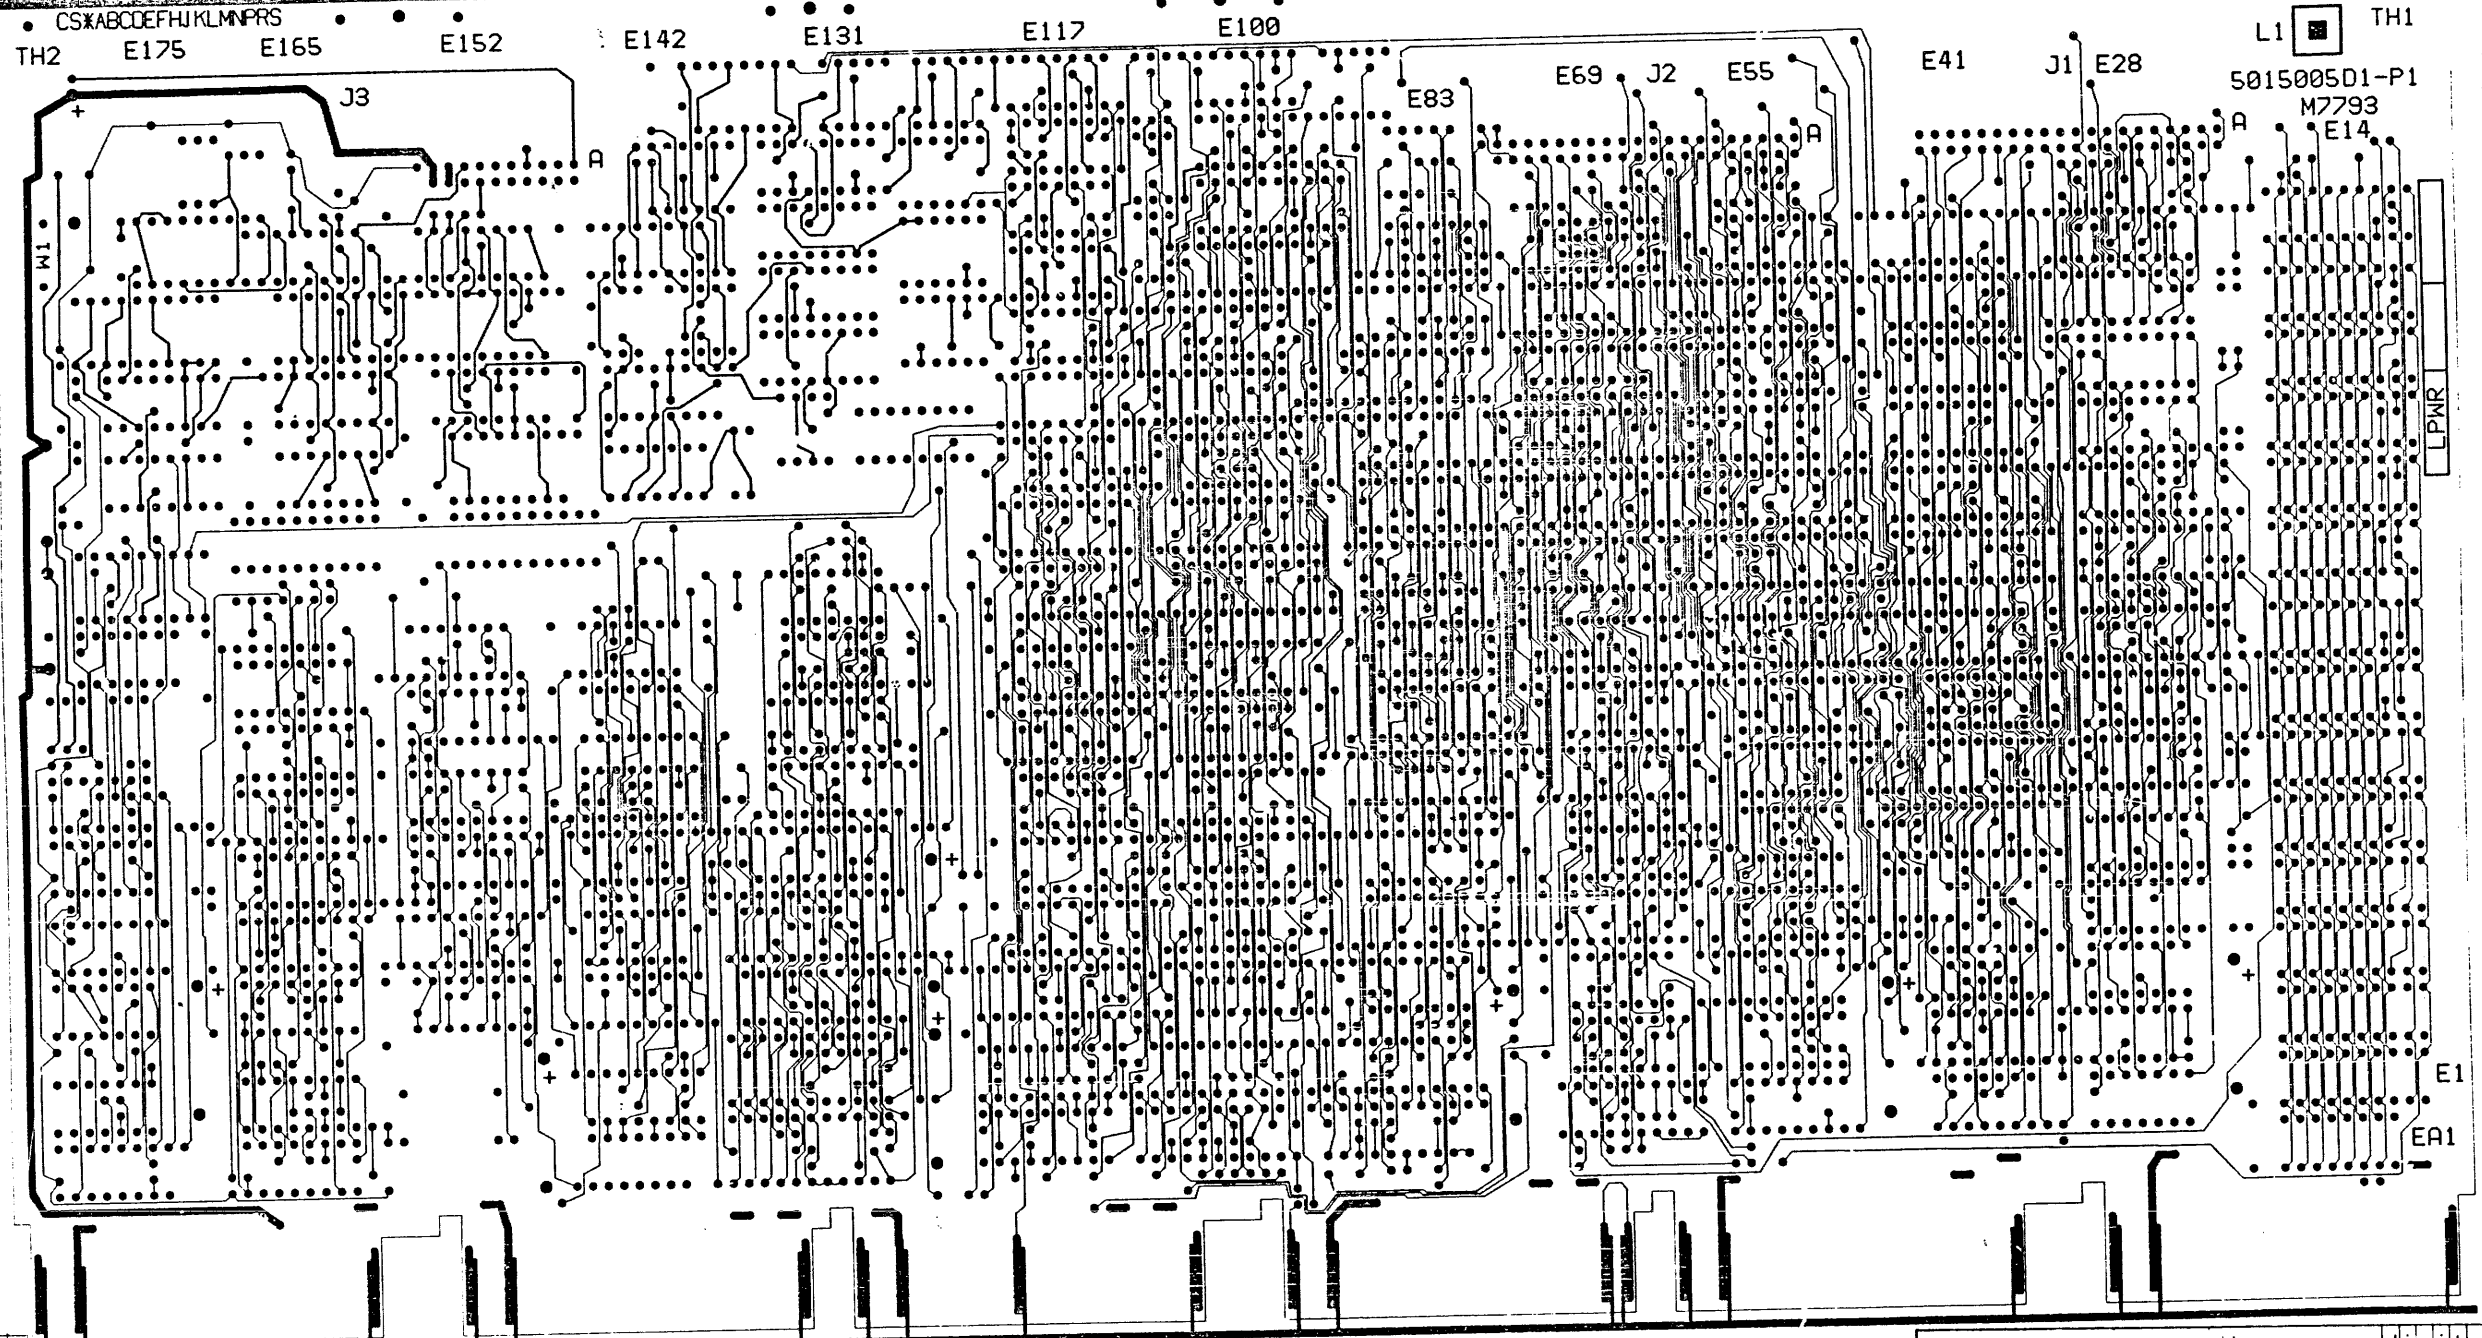 CS*ABCDEFHJKLMNPRS
TH2
E175
E165
E152
E142
E131
E117
E100
E83
E69
J2
E55
E41
J1
E28
L1
TH1
5015005D1-P1
M7793
E14
J3
+
A
A
A
W1
LPWR
+
+
+
+
+
+
+
E1
EA1